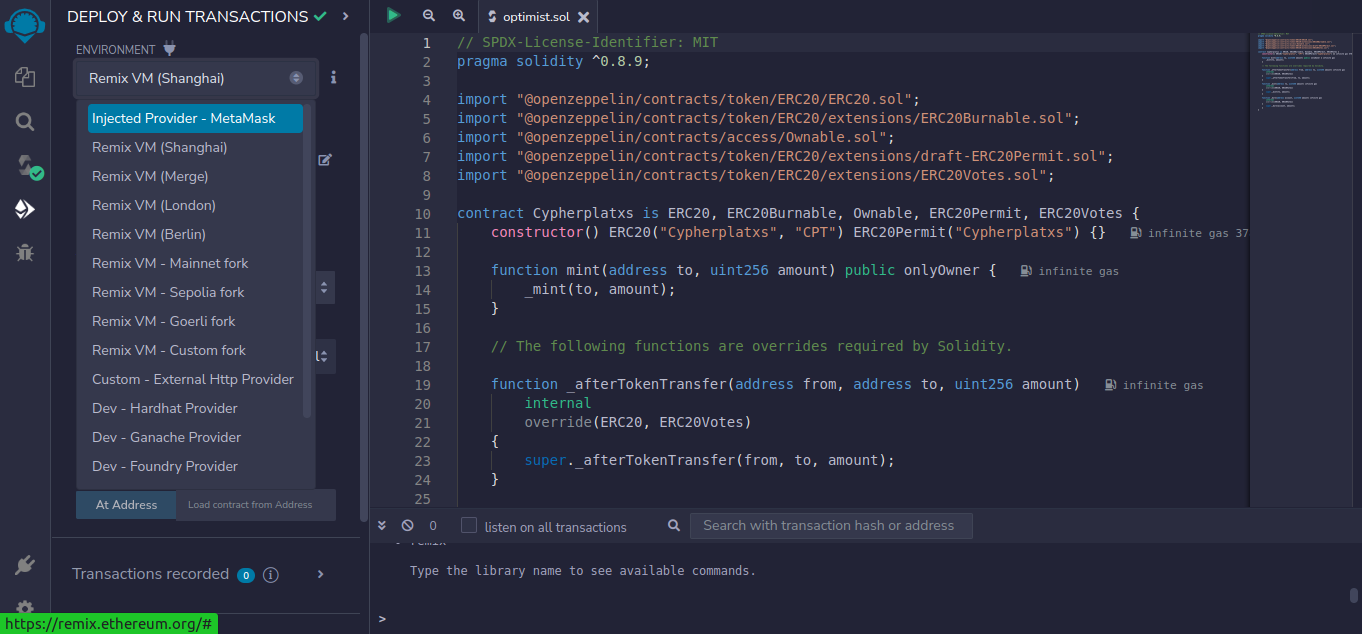 DEPLOY & RUN TRANSACTIONS
ENVIRONMENT
Remix VM (Shanghai)
Injected Provider - MetaMask
Remix VM (Shanghai)
Remix VM (Merge)
Remix VM (London)
Remix VM (Berlin)
Remix VM - Mainnet fork
Remix VM - Sepolia fork
Remix VM - Goerli fork
Remix VM - Custom fork
Custom - External Http Provider
Dev - Hardhat Provider
Dev - Ganache Provider
Dev - Foundry Provider
At Address
Load contract from Address
Transactions recorded 0
https://remix.ethereum.org/#
optimist.sol
1 // SPDX-License-Identifier: MIT
2 pragma solidity ^0.8.9;
3
4 import "@openzeppelin/contracts/token/ERC20/ERC20.sol";
5 import "@openzeppelin/contracts/token/ERC20/extensions/ERC20Burnable.sol";
6 import "@openzeppelin/contracts/access/Ownable.sol";
7 import "@openzeppelin/contracts/token/ERC20/extensions/draft-ERC20Permit.sol";
8 import "@openzeppelin/contracts/token/ERC20/extensions/ERC20Votes.sol";
9
10 contract Cypherplatxs is ERC20, ERC20Burnable, Ownable, ERC20Permit, ERC20Votes {
11 constructor() ERC20("Cypherplatxs", "CPT") ERC20Permit("Cypherplatxs") {} infinite gas 37
12
13 function mint(address to, uint256 amount) public onlyOwner { infinite gas
14 _mint(to, amount);
15 }
16
17 // The following functions are overrides required by Solidity.
18
19 function _afterTokenTransfer(address from, address to, uint256 amount) infinite gas
20 internal
21 override(ERC20, ERC20Votes)
22 {
23 super._afterTokenTransfer(from, to, amount);
24 }
25
0 listen on all transactions Search with transaction hash or address
remix
Type the library name to see available commands.
>